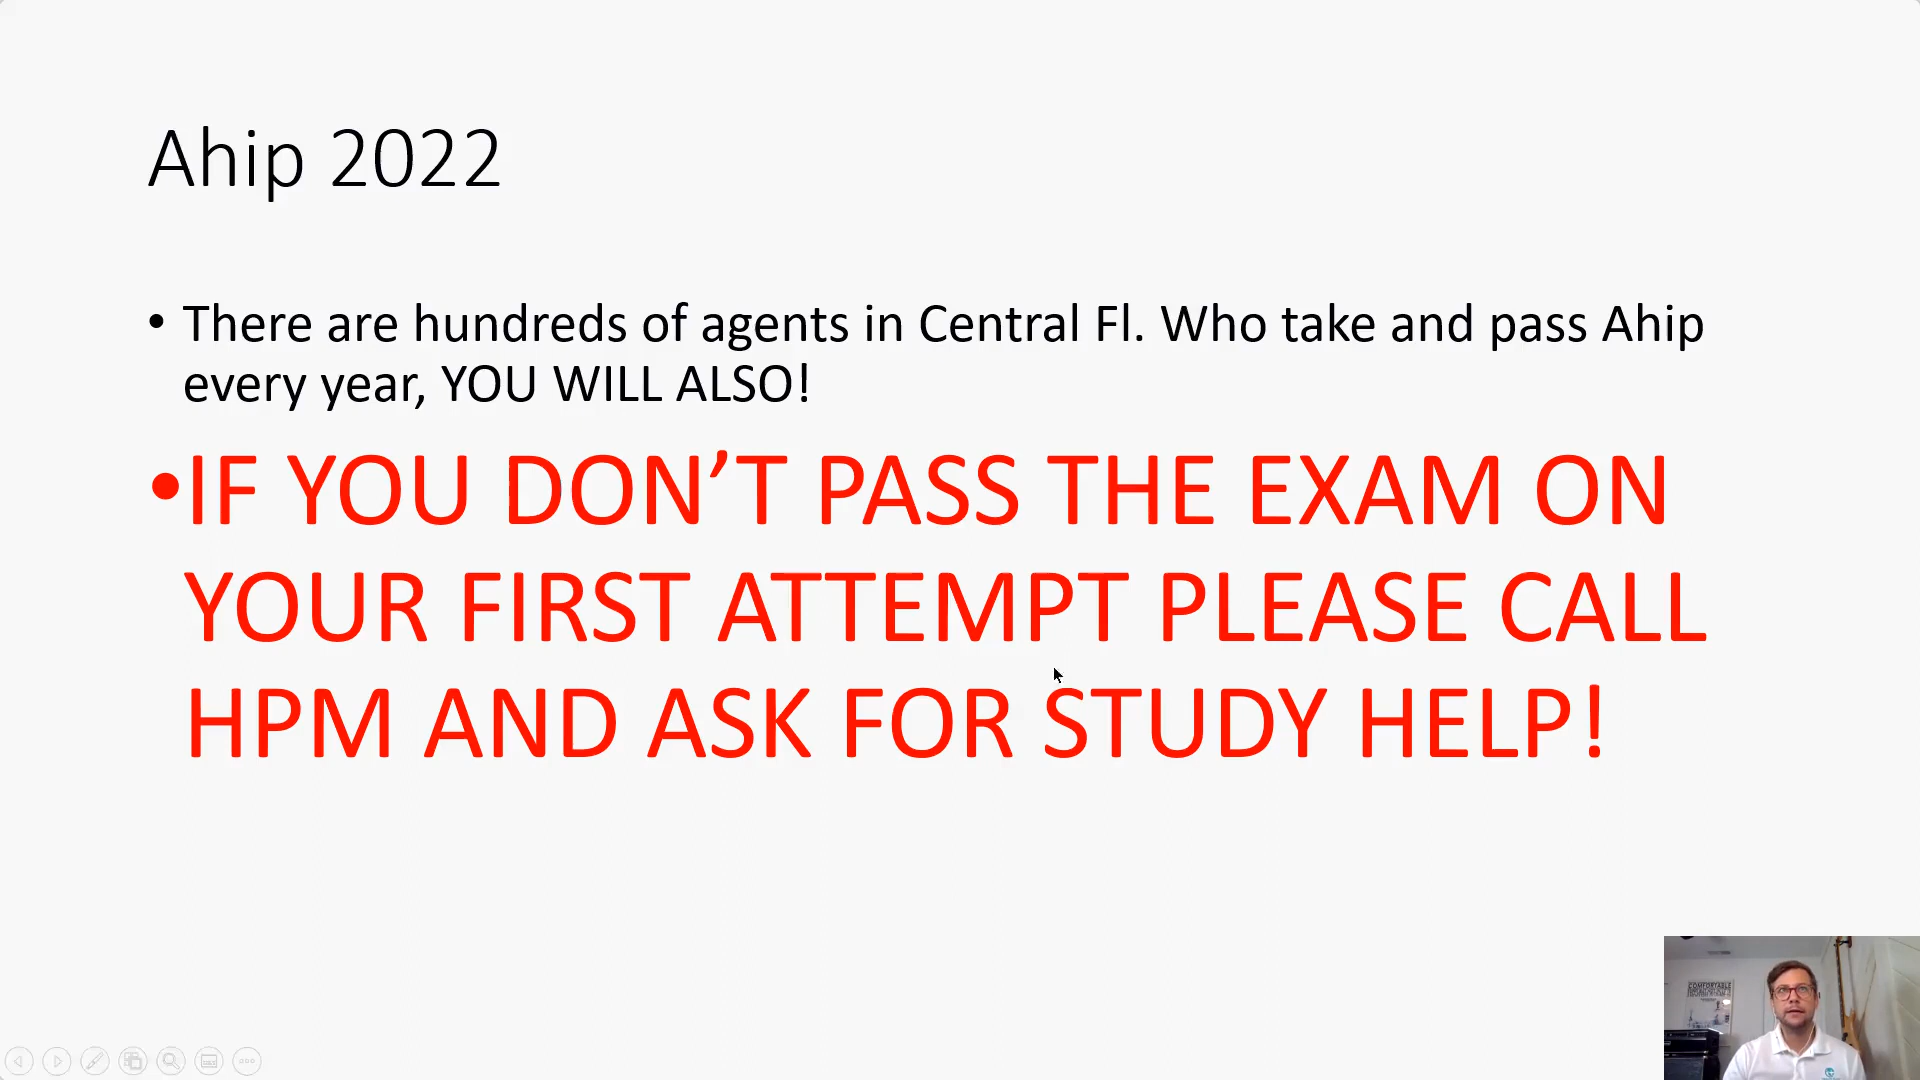 Ahip 2022
• There are hundreds of agents in Central Fl. Who take and pass Ahip
every year, YOU WILL ALSO!
•IF YOU DON’T PASS THE EXAM ON
YOUR FIRST ATTEMPT PLEASE CALL
HPM AND ASK FOR STUDY HELP!
COMFORTABLE